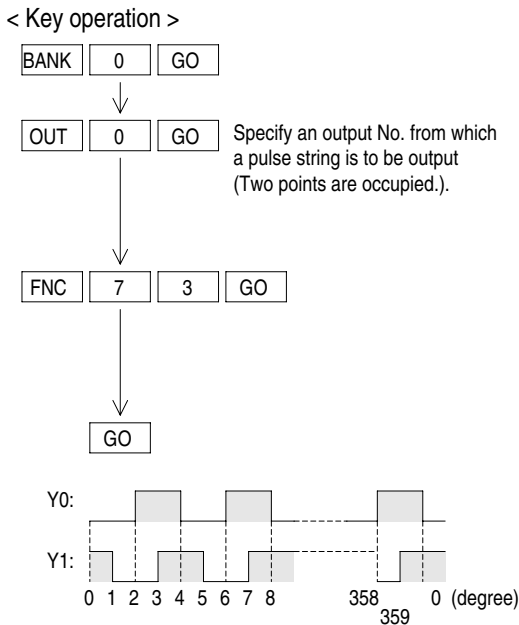 < Key operation >
BANK 0 GO
OUT 0 GO Specify an output No. from which
a pulse string is to be output
(Two points are occupied.).
FNC 7 3 GO
GO
Y0:
Y1:
0 1 2 3 4 5 6 7 8 358 0 (degree)
359